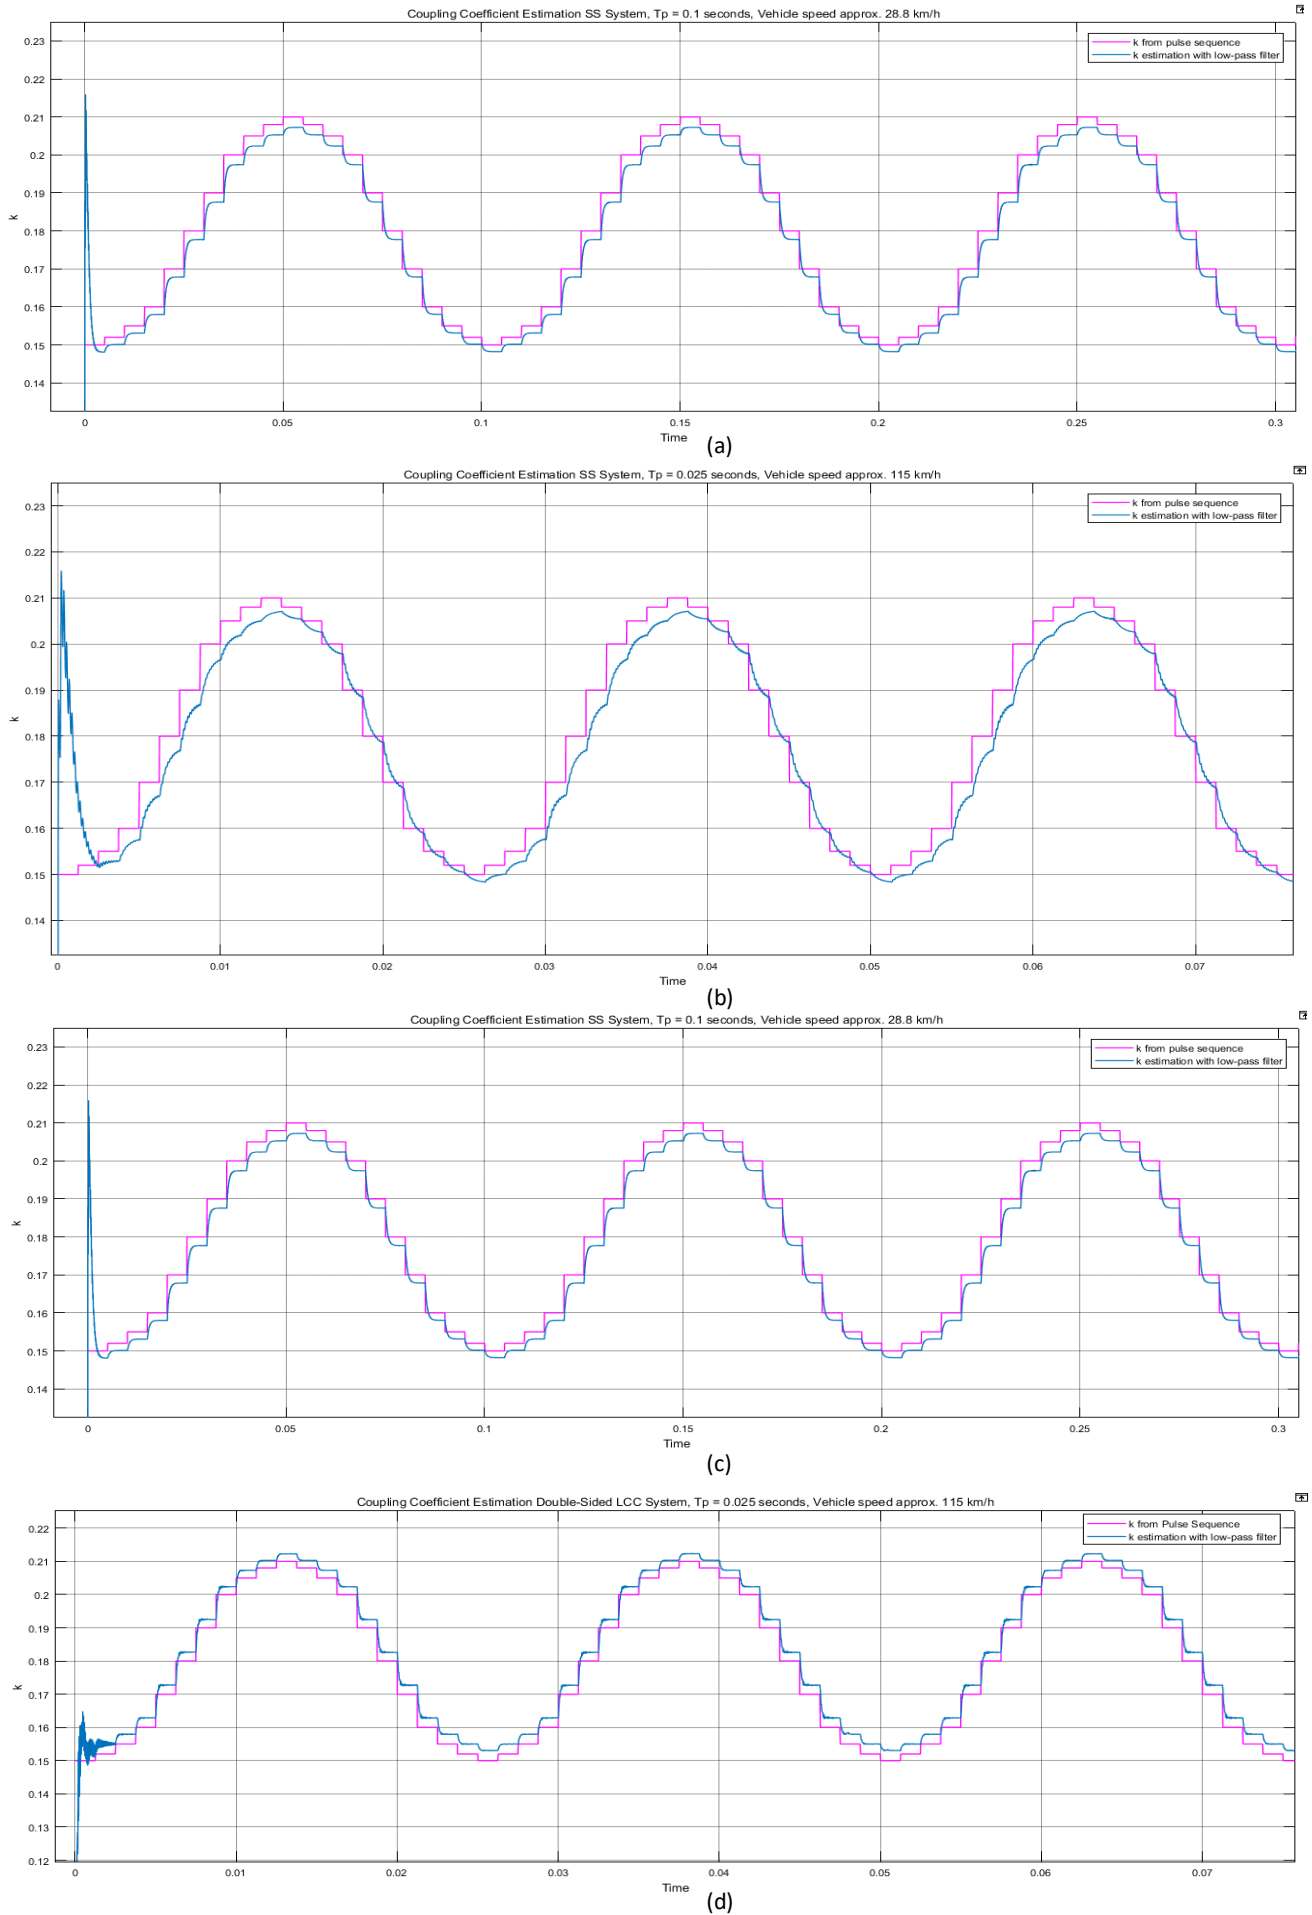 Coupling Coefficient Estimation SS System, Tp = 0.1 seconds, Vehicle speed approx. 28.8 km/h
k from pulse sequence
k estimation with low-pass filter
0.23
0.22
0.21
0.2
0.19
0.18
0.17
0.16
0.15
0.14
k
0
0.05
0.1
0.15
0.2
0.25
0.3
Time
(a)
Coupling Coefficient Estimation SS System, Tp = 0.025 seconds, Vehicle speed approx. 115 km/h
k from pulse sequence
k estimation with low-pass filter
0.23
0.22
0.21
0.2
0.19
0.18
0.17
0.16
0.15
0.14
k
0
0.01
0.02
0.03
0.04
0.05
0.06
0.07
Time
(b)
Coupling Coefficient Estimation SS System, Tp = 0.1 seconds, Vehicle speed approx. 28.8 km/h
k from pulse sequence
k estimation with low-pass filter
0.23
0.22
0.21
0.2
0.19
0.18
0.17
0.16
0.15
0.14
k
0
0.05
0.1
0.15
0.2
0.25
0.3
Time
(c)
Coupling Coefficient Estimation Double-Sided LCC System, Tp = 0.025 seconds, Vehicle speed approx. 115 km/h
k from Pulse Sequence
k estimation with low-pass filter
0.22
0.21
0.2
0.19
0.18
0.17
0.16
0.15
0.14
0.13
0.12
k
0
0.01
0.02
0.03
0.04
0.05
0.06
0.07
Time
(d)